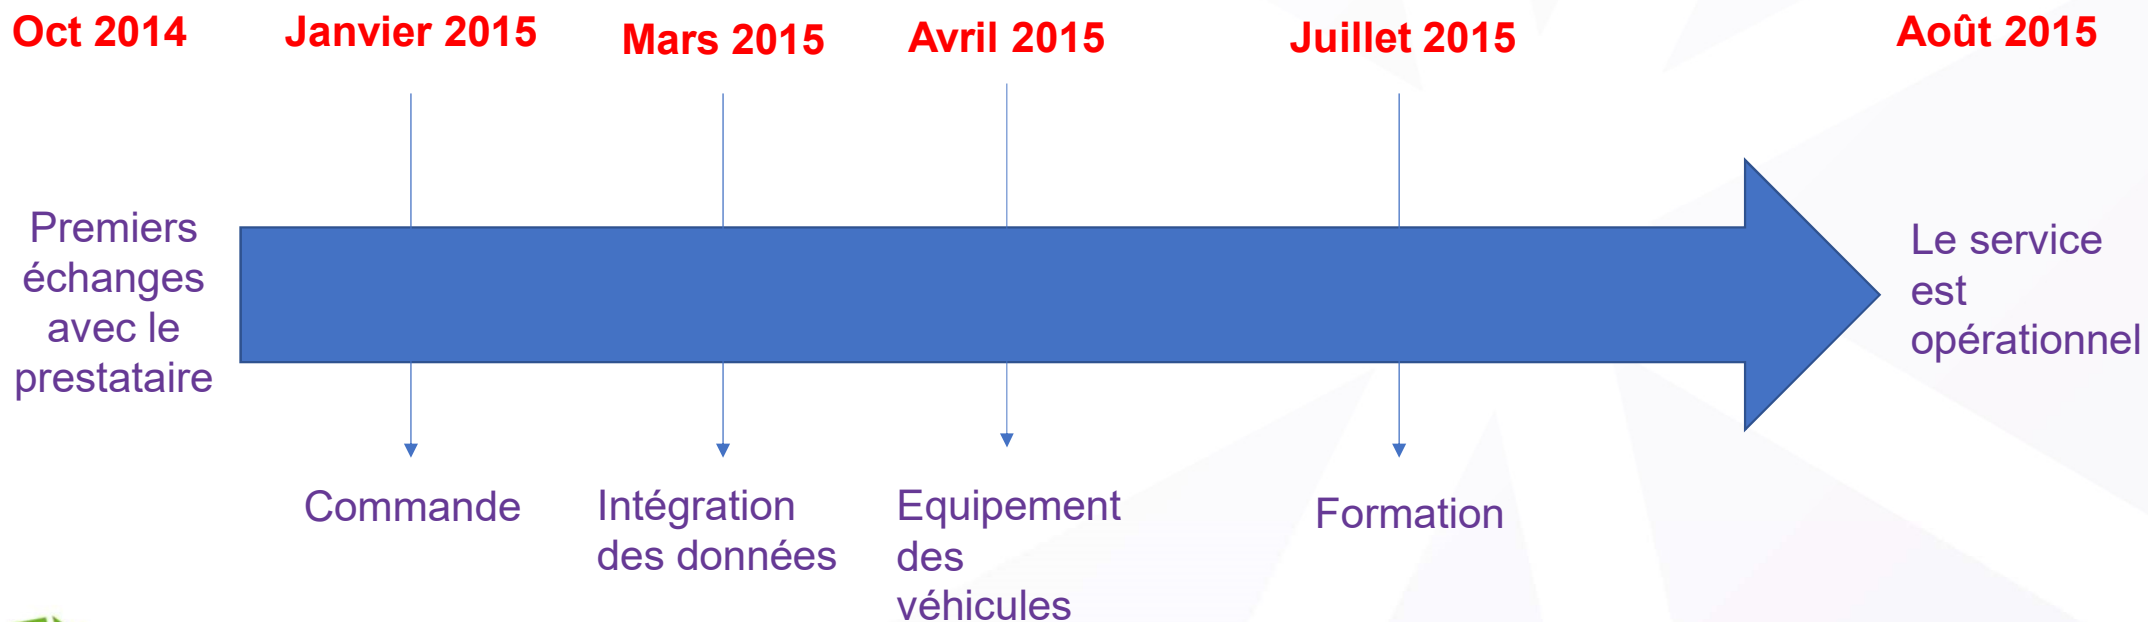 Oct 2014
Janvier 2015
Mars 2015
Avril 2015
Juillet 2015
Août 2015
Premiers
échanges
avec le
prestataire
Le service
est
opérationnel
Commande
Intégration
des données
Equipement
des
véhicules
Formation